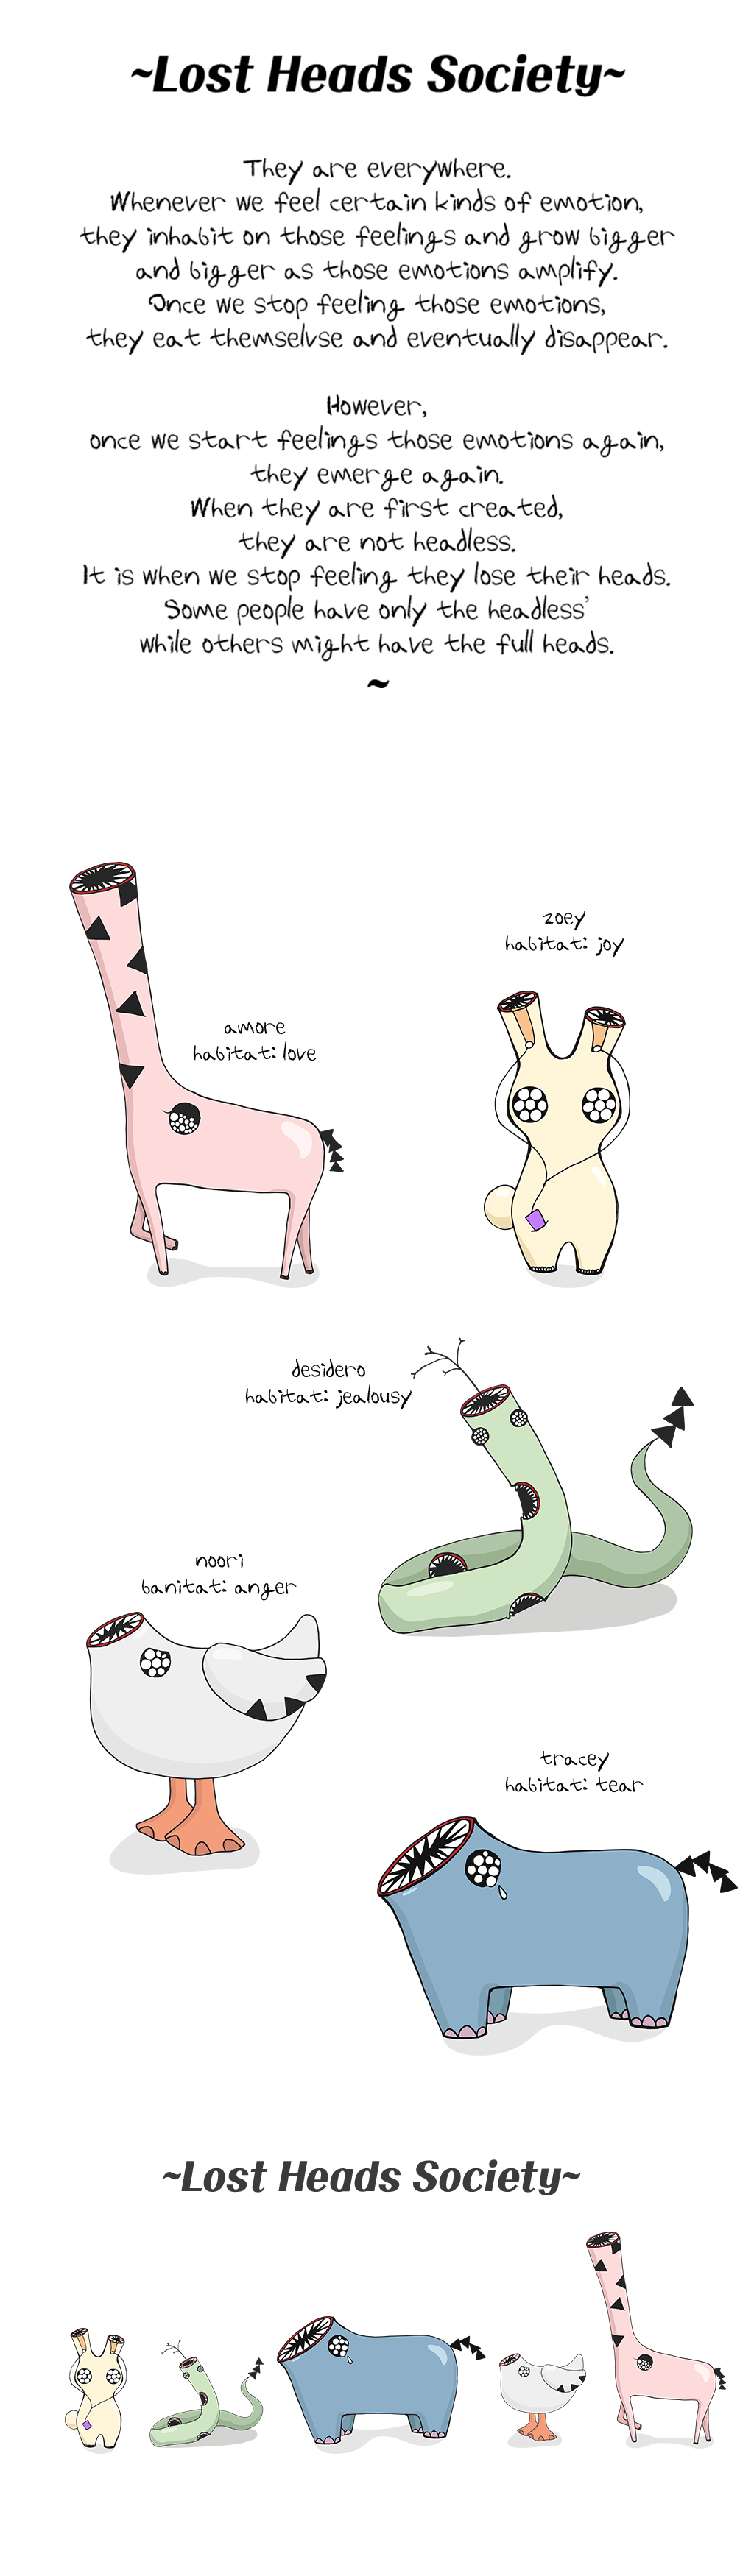 ~Lost Heads Society~
They are everywhere.
Whenever we feel certain kinds of emotion,
they inhabit on those feelings and grow bigger
and bigger as those emotions amplify.
Once we stop feeling those emotions,
they eat themselvse and eventually disappear.
However,
once we start feelings those emotions again,
they emerge again.
When they are first created,
they are not headless.
It is when we stop feeling they lose their heads.
Some people have only the headless'
while others might have the full heads.
~
zoey
habitat: joy
amore
habitat: love
desidero
habitat: jealousy
noori
banitat: anger
tracey
habitat: tear
~Lost Heads Society~